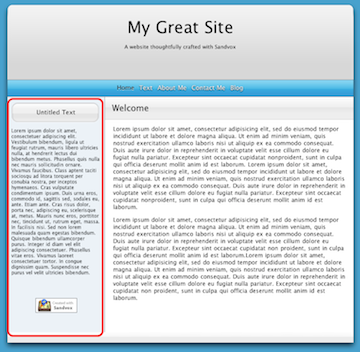 My Great Site
A website thoughtfully crafted with Sandvox
Home Text About Me Contact Me Blog
Untitled Text
Lorem ipsum dolor sit amet,
consectetuer adipiscing elit.
Vestibulum bibendum, ligula ut
feugiat rutrum, mauris libero ultricies
nulla, at hendrerit lectus dui
bibendum metus. Phasellus quis nulla
nec mauris sollicitudin ornare.
Vivamus faucibus. Class aptent taciti
sociosqu ad litora torquent per
conubia nostra, per inceptos
hymenaeos. Cras vulputate
condimentum ipsum. Duis urna eros,
commodo id, sagittis sed, sodales eu,
ante. Etiam ante. Cras risus dolor,
porta nec, adipiscing eu, scelerisque
at, metus. Mauris nunc eros, porttitor
nec, tincidunt ut, rutrum eget, massa.
In facilisis nisi. Sed non lorem
malesuada quam egestas bibendum.
Quisque bibendum ullamcorper
purus. Integer id diam vel elit
adipiscing consectetuer. Phasellus
vitae eros. Vivamus laoreet
consectetuer tortor. In congue
dignissim quam. Suspendisse nec
purus vel velit ultricies bibendum.
Created with
Sandvox
Welcome
Lorem ipsum dolor sit amet, consectetur adipisicing elit, sed do eiusmod tempor
incididunt ut labore et dolore magna aliqua. Ut enim ad minim veniam, quis
nostrud exercitation ullamco laboris nisi ut aliquip ex ea commodo consequat.
Duis aute irure dolor in reprehenderit in voluptate velit esse cillum dolore eu
fugiat nulla pariatur. Excepteur sint occaecat cupidatat nonproident, sunt in culpa
qui officia deserunt mollit anim id est laborum. Lorem ipsum dolor sit amet,
consectetur adipisicing elit, sed do eiusmod tempor incididunt ut labore et dolore
magna aliqua. Ut enim ad minim veniam, quis nostrud exercitation ullamco laboris
nisi ut aliquip ex ea commodo consequat. Duis aute irure dolor in reprehenderit in
voluptate velit esse cillum dolore eu fugiat nulla pariatur. Excepteur sint occaecat
cupidatat nonproident, sunt in culpa qui officia deserunt mollit anim id est
laborum.
Lorem ipsum dolor sit amet, consectetur adipisicing elit, sed do eiusmod tempor
incididunt ut labore et dolore magna aliqua. Ut enim ad minim veniam, quis
nostrud exercitation ullamco laboris nisi ut aliquip ex ea commodo consequat.
Duis aute irure dolor in reprehenderit in voluptate velit esse cillum dolore eu
fugiat nulla pariatur. Excepteur sint occaecat cupidatat nonproident, sunt in culpa
qui officia deserunt mollit anim id est laborum.Lorem ipsum dolor sit amet,
consectetur adipisicing elit, sed do eiusmod tempor incididunt ut labore et dolore
magna aliqua. Ut enim ad minim veniam, quis nostrud exercitation ullamco laboris
nisi ut aliquip ex ea commodo consequat. Duis aute irure dolor in reprehenderit in
voluptate velit esse cillum dolore eu fugiat nulla pariatur. Excepteur sint occaecat
cupidatat nonproident, sunt in culpa qui officia deserunt mollit anim id est
laborum.